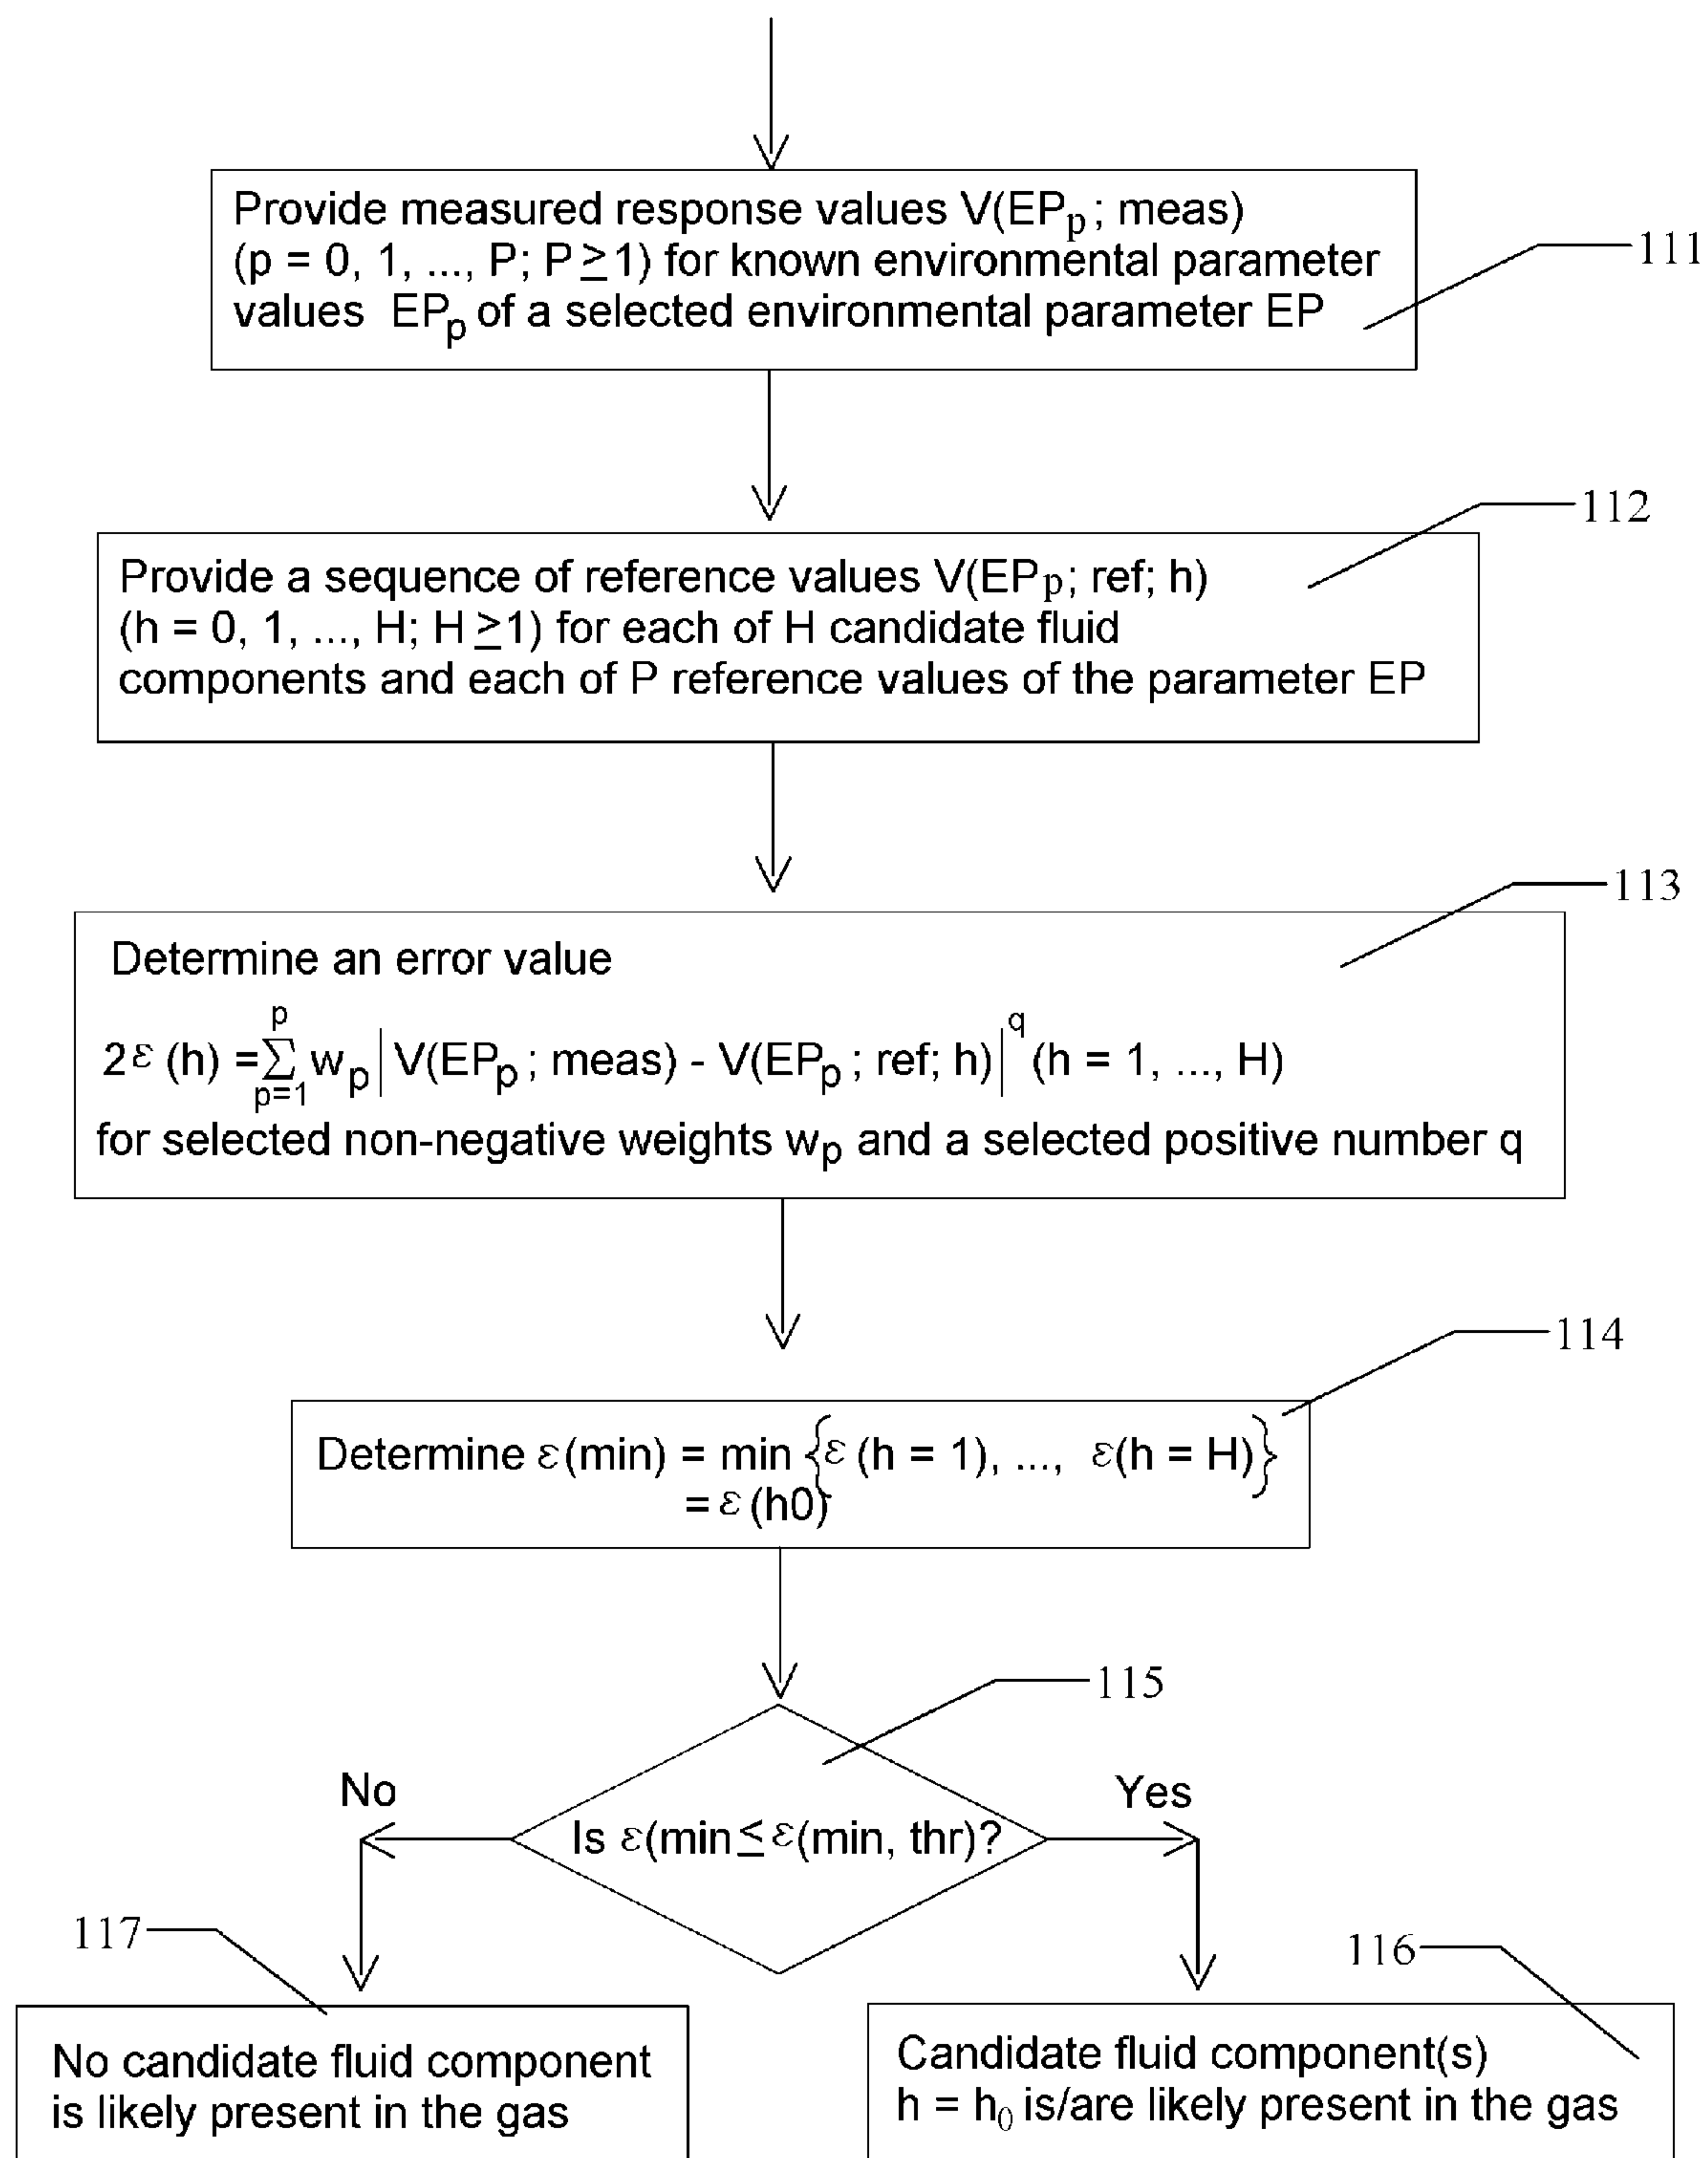 Provide measured response values V(EPp; meas)
(p = 0, 1, ..., P; P ≥ 1) for known environmental parameter
values EPp of a selected environmental parameter EP
111
112
Provide a sequence of reference values V(EPp; ref; h)
(h = 0, 1, ..., H; H ≥ 1) for each of H candidate fluid
components and each of P reference values of the parameter EP
113
Determine an error value
2ε(h) = ∑ p=1 p wp | V(EPp; meas) - V(EPp; ref; h) | q (h = 1, ..., H)
for selected non-negative weights wp and a selected positive number q
114
Determine ε(min) = min {ε(h = 1), ..., ε(h = H)}
= ε(h0)
115
No
Yes
Is ε(min ≤ ε(min, thr)?
117
116
No candidate fluid component
is likely present in the gas
Candidate fluid component(s)
h = h0 is/are likely present in the gas